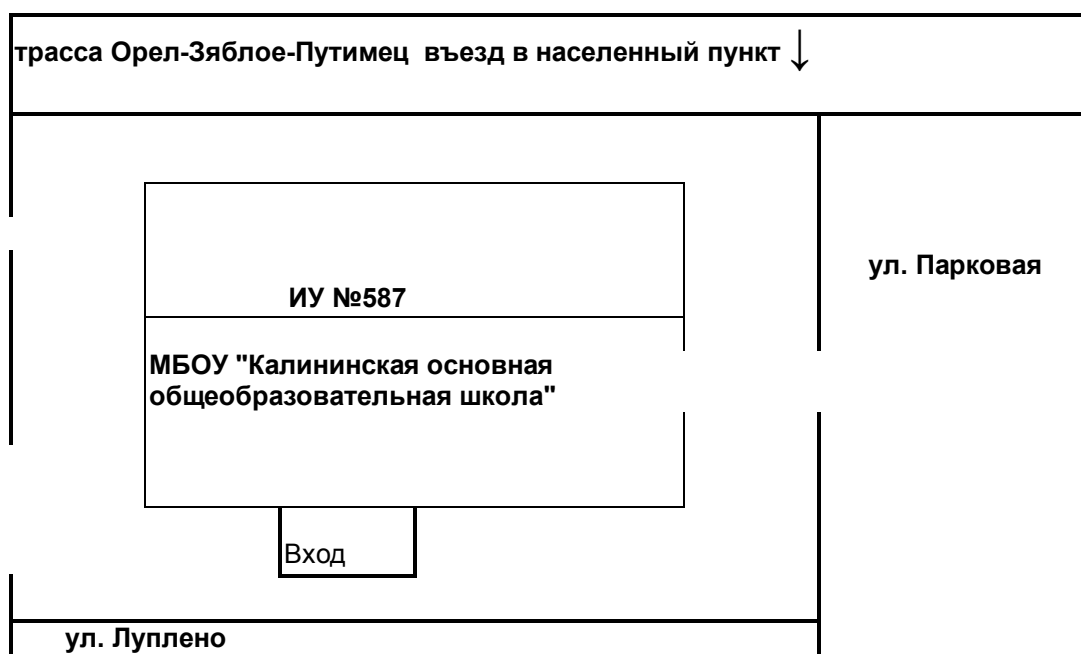 трасса Орел-Зяблое-Путимец въезд в населенный пункт ↓
ул. Парковая
ИУ №587
МБОУ "Калининская основная
общеобразовательная школа"
Вход
ул. Луплено